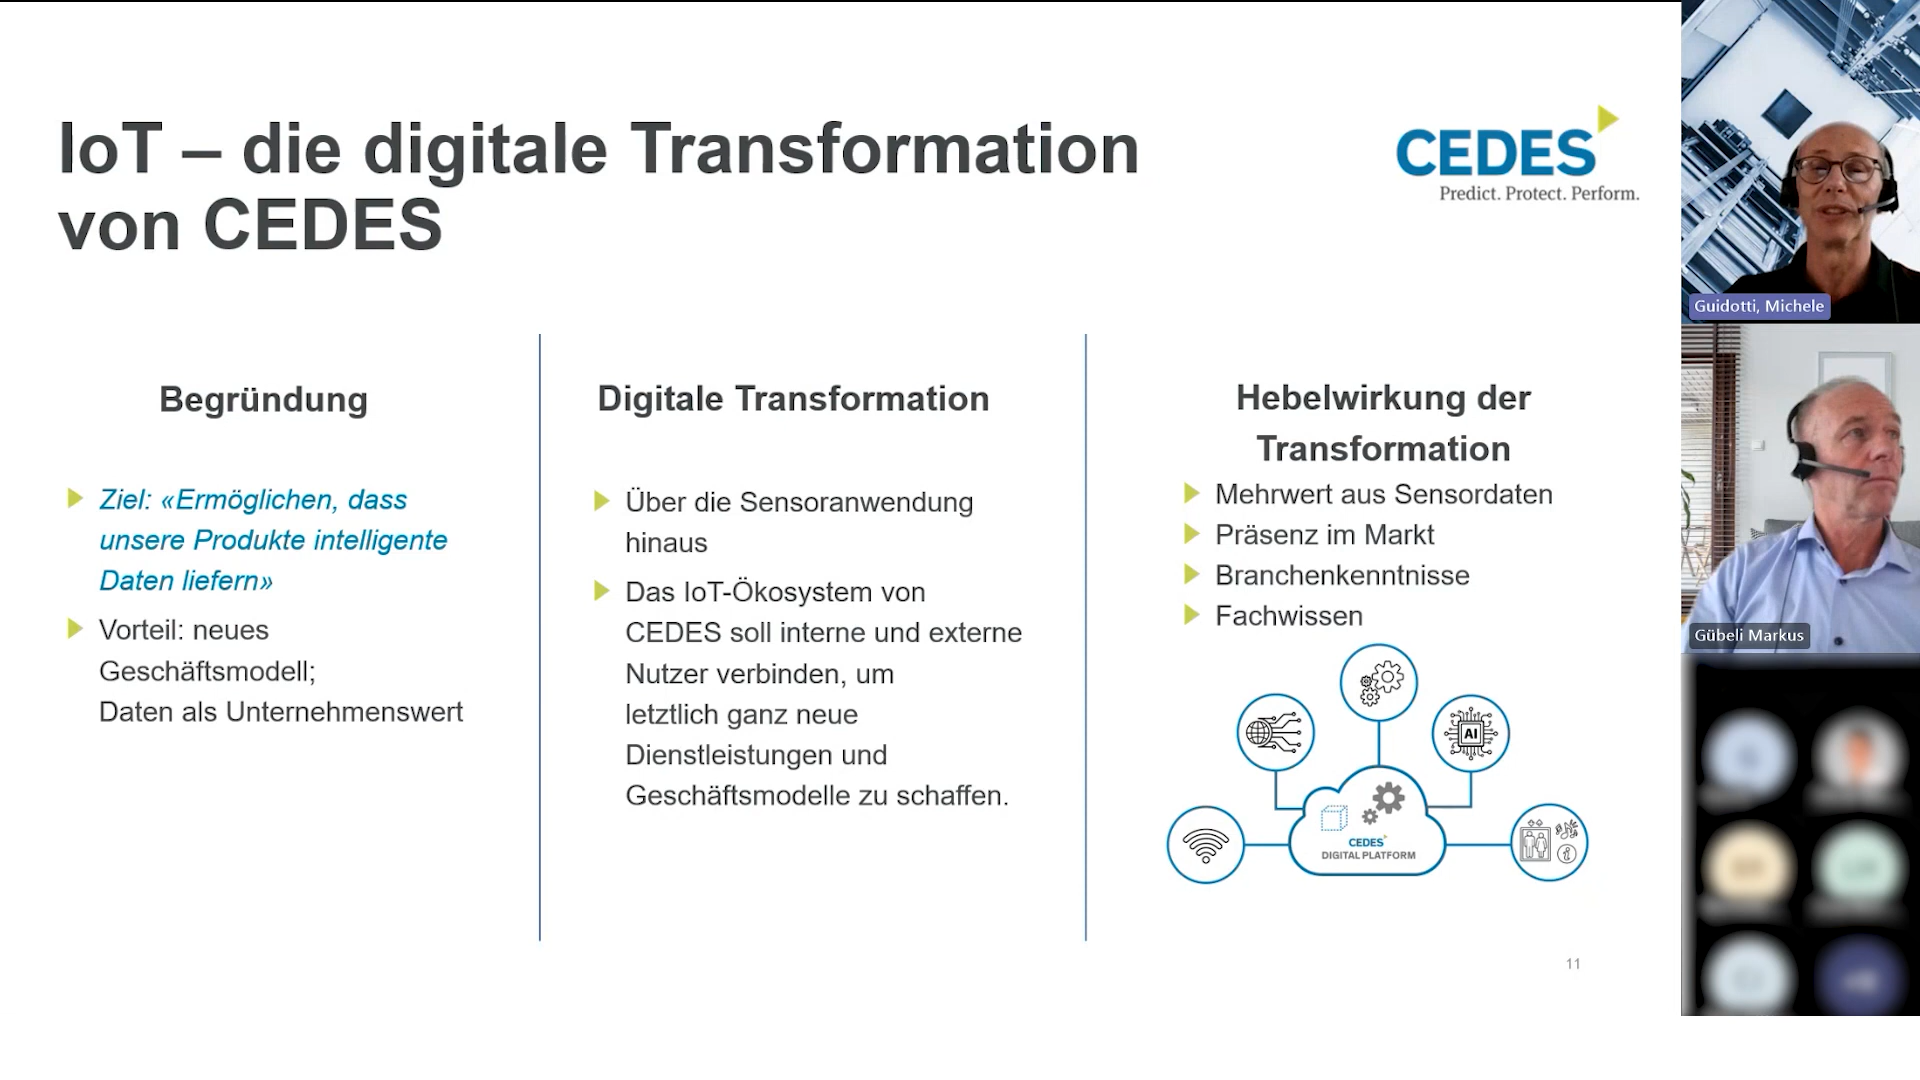 IoT – die digitale Transformation
von CEDES
CEDES
Predict. Protect. Perform.
Begründung
Ziel: «Ermöglichen, dass
unsere Produkte intelligente
Daten liefern»
Vorteil: neues
Geschäftsmodell;
Daten als Unternehmenswert
Digitale Transformation
Über die Sensoranwendung
hinaus
Das IoT-Ökosystem von
CEDES soll interne und externe
Nutzer verbinden, um
letztlich ganz neue
Dienstleistungen und
Geschäftsmodelle zu schaffen.
Hebelwirkung der
Transformation
Mehrwert aus Sensordaten
Präsenz im Markt
Branchenkenntnisse
Fachwissen
AI
CEDES
DIGITAL PLATFORM
i
11
Guidotti, Michele
Gübeli Markus